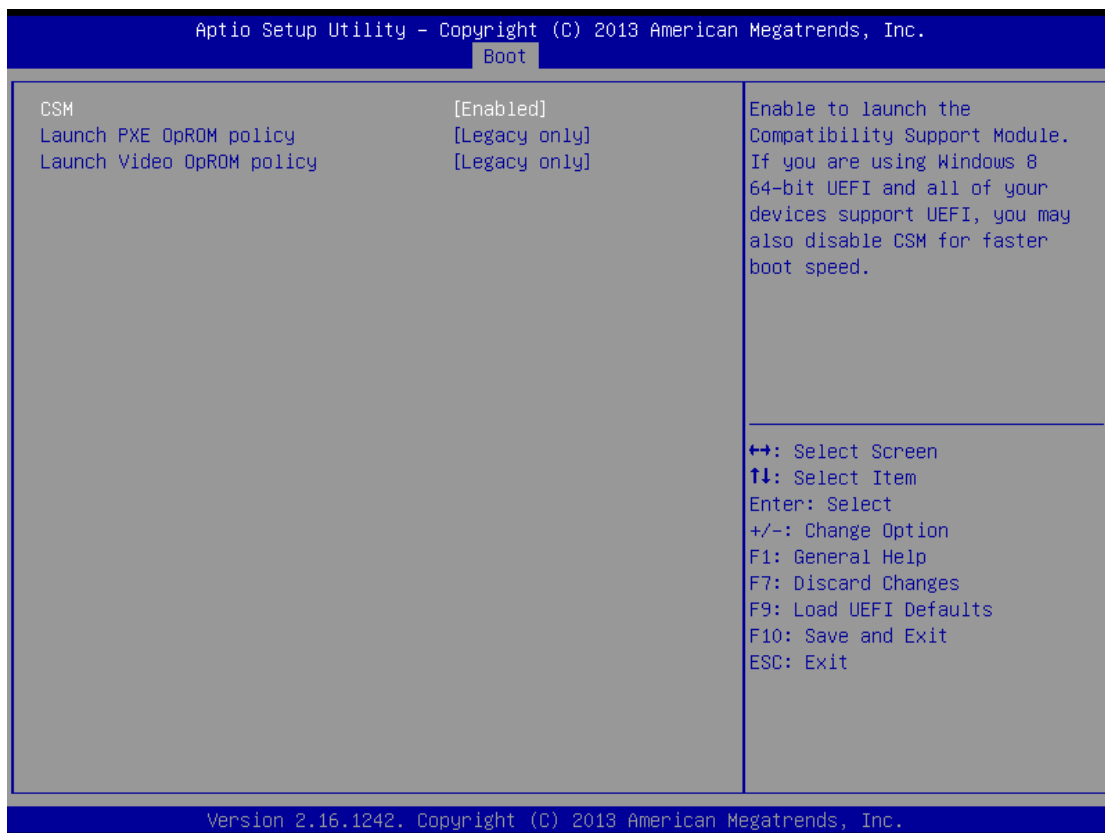 Aptio Setup Utility – Copyright (C) 2013 American Megatrends, Inc.
Boot
CSM [Enabled]
Launch PXE OpROM policy [Legacy only]
Launch Video OpROM policy [Legacy only]
Enable to launch the
Compatibility Support Module.
If you are using Windows 8
64-bit UEFI and all of your
devices support UEFI, you may
also disable CSM for faster
boot speed.
↔: Select Screen
↑↓: Select Item
Enter: Select
+/-: Change Option
F1: General Help
F7: Discard Changes
F9: Load UEFI Defaults
F10: Save and Exit
ESC: Exit
Version 2.16.1242. Copyright (C) 2013 American Megatrends, Inc.